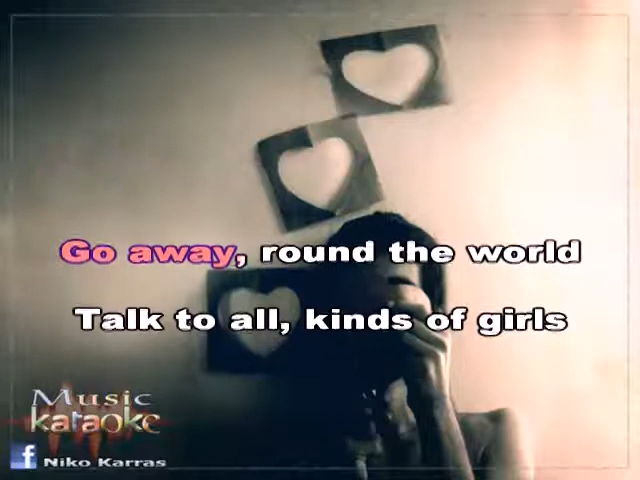 Go away, round the world
Talk to all, kinds of girls
Music
karaoke
f Niko Karras